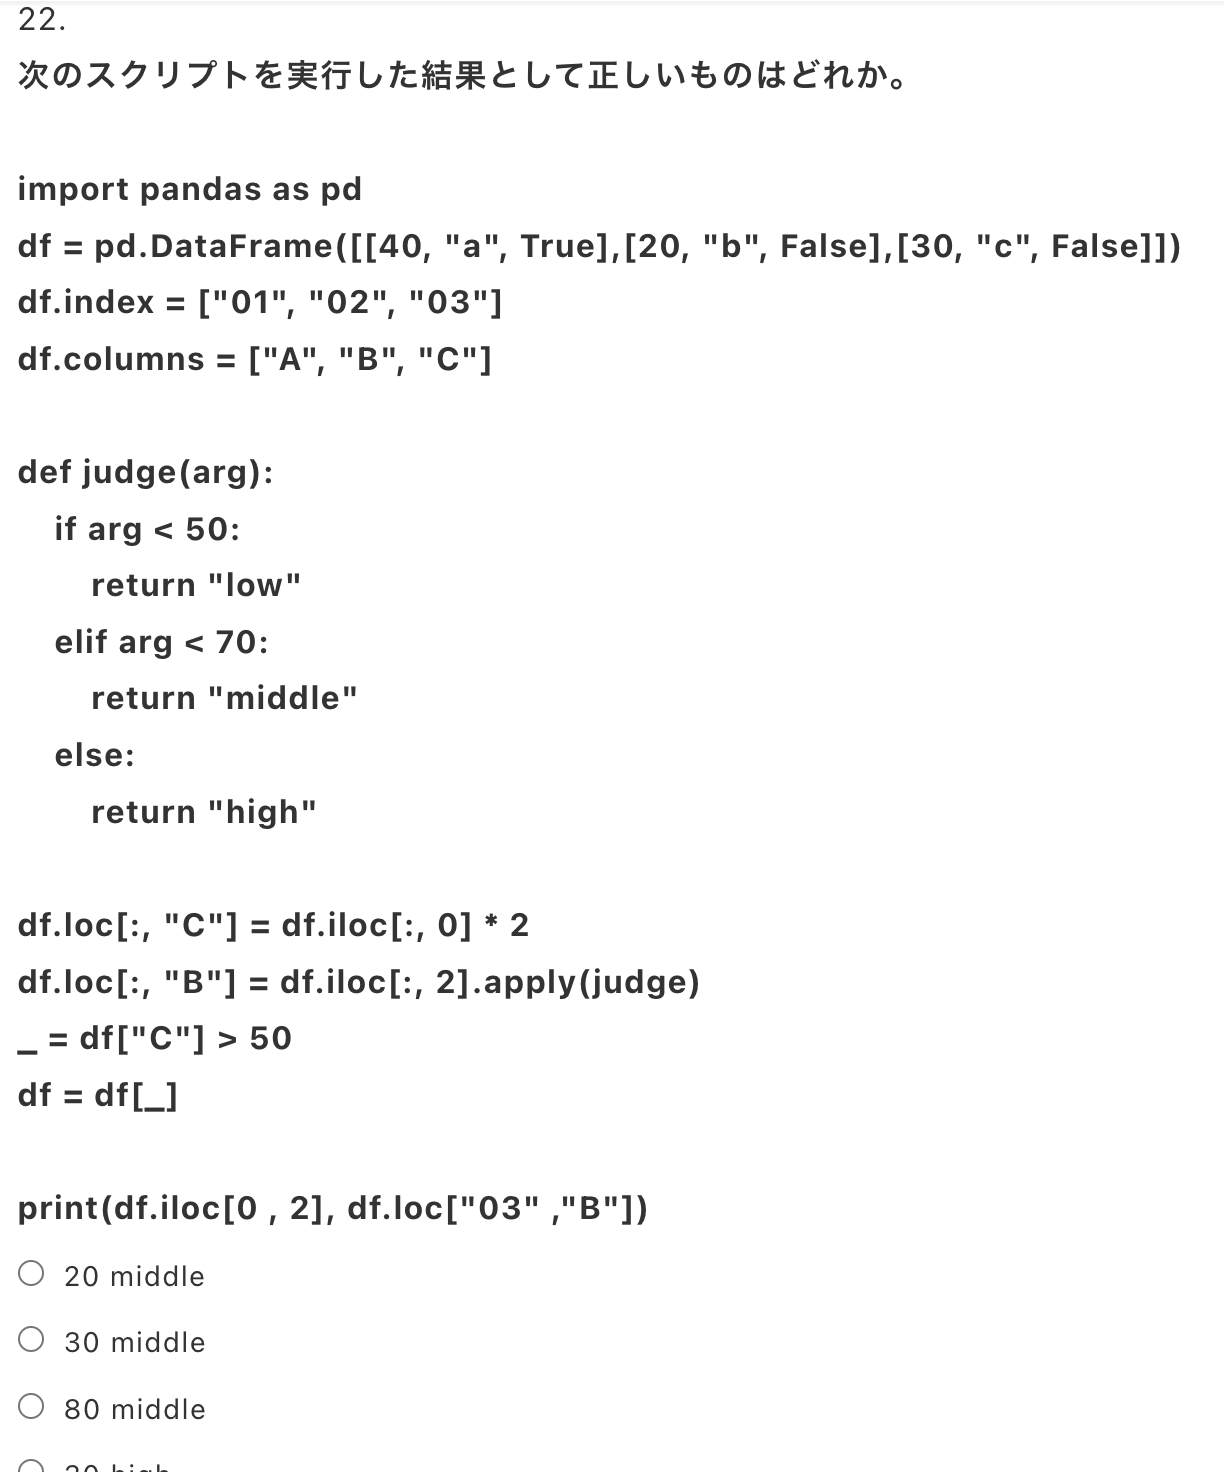 22.
次のスクリプトを実行した結果として正しいものはどれか。
import pandas as pd
df = pd.DataFrame([[40, "a", True],[20, "b", False],[30, "c", False]])
df.index = ["01", "02", "03"]
df.columns = ["A", "B", "C"]
def judge(arg):
if arg < 50:
return "low"
elif arg < 70:
return "middle"
else:
return "high"
df.loc[:, "C"] = df.iloc[:, 0] * 2
df.loc[:, "B"] = df.iloc[:, 2].apply(judge)
_ = df["C"] > 50
df = df[_]
print(df.iloc[0 , 2], df.loc["03" ,"B"])
20 middle
30 middle
80 middle
high